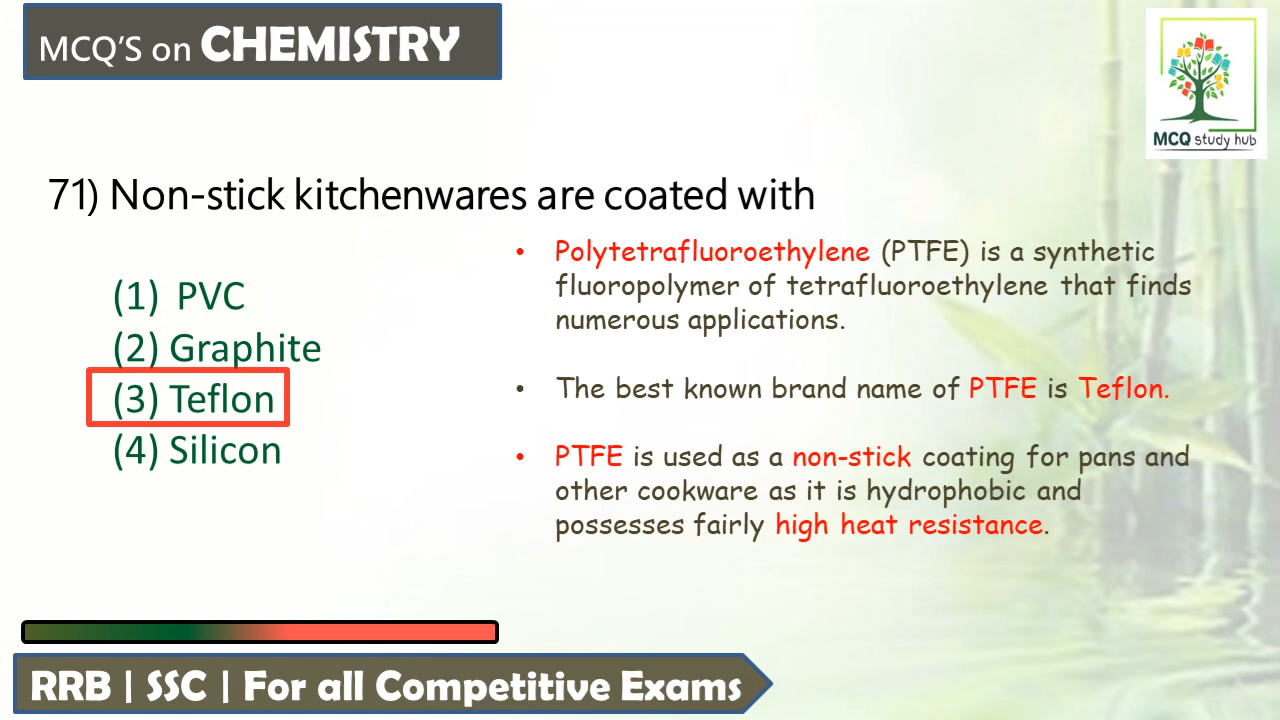 MCQ'S on CHEMISTRY
MCQ study hub
71) Non-stick kitchenwares are coated with
(1) PVC
(2) Graphite
(3) Teflon
(4) Silicon
• Polytetrafluoroethylene (PTFE) is a synthetic
fluoropolymer of tetrafluoroethylene that finds
numerous applications.
• The best known brand name of PTFE is Teflon.
• PTFE is used as a non-stick coating for pans and
other cookware as it is hydrophobic and
possesses fairly high heat resistance.
RRB | SSC | For all Competitive Exams